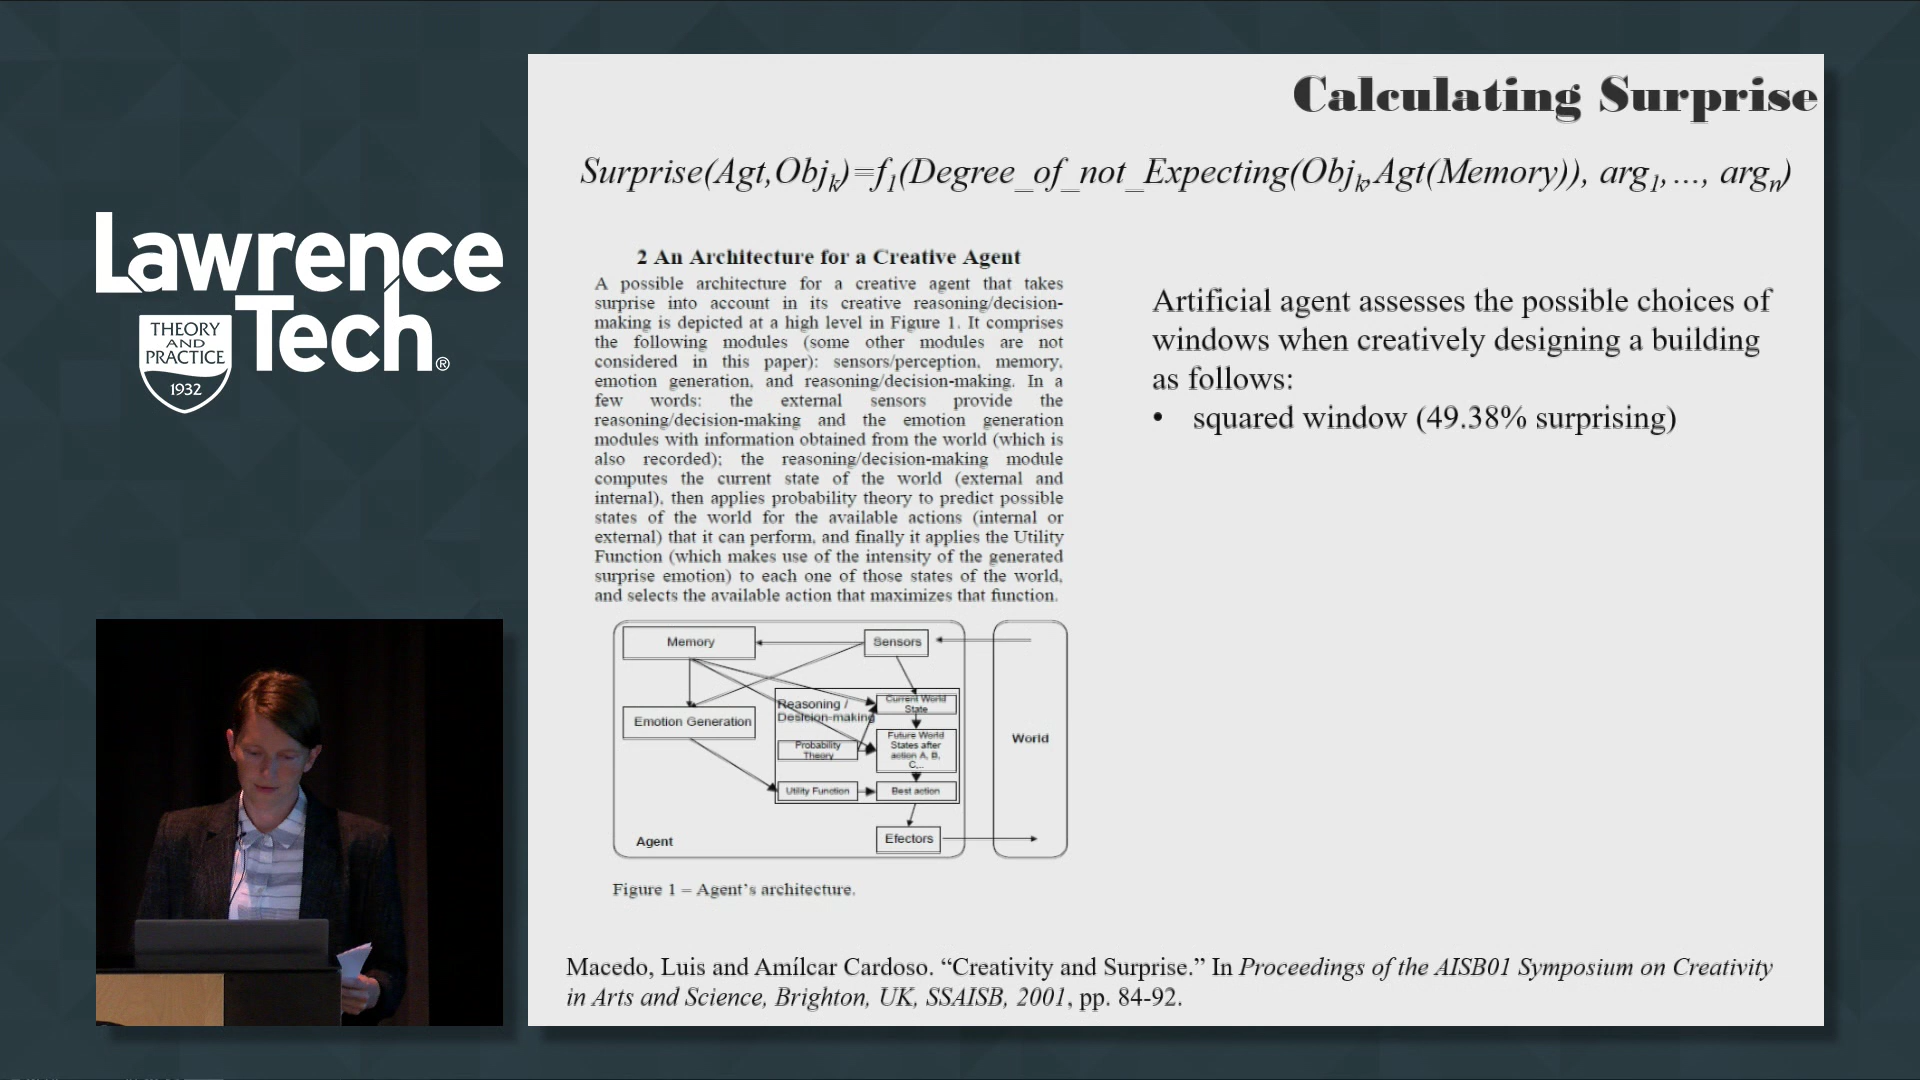 Lawrence
Tech®
THEORY
AND
PRACTICE
1932
Calculating Surprise
Surprise(Agt,Objk)=f1(Degree_of_not_Expecting(Objk,Agt(Memory)), arg1,..., argn)
2 An Architecture for a Creative Agent
A possible architecture for a creative agent that takes
surprise into account in its creative reasoning/decision-
making is depicted at a high level in Figure 1. It comprises
the following modules (some other modules are not
considered in this paper): sensors/perception, memory,
emotion generation, and reasoning/decision-making. In a
few words: the external sensors provide the
reasoning/decision-making and the emotion generation
modules with information obtained from the world (which is
also recorded); the reasoning/decision-making module
computes the current state of the world (external and
internal), then applies probability theory to predict possible
states of the world for the available actions (internal or
external) that it can perform, and finally it applies the Utility
Function (which makes use of the intensity of the generated
surprise emotion) to each one of those states of the world,
and selects the available action that maximizes that function.
Memory
Sensors
Emotion Generation
Reasoning /
Desicion-making
Current World
State
Probability
Theory
Future World
States after
action A, B,
C,..
Utility Function
Best action
World
Agent
Efectors
Figure 1 – Agent's architecture.
Artificial agent assesses the possible choices of
windows when creatively designing a building
as follows:
• squared window (49.38% surprising)
Macedo, Luis and Amílcar Cardoso. “Creativity and Surprise.” In Proceedings of the AISB01 Symposium on Creativity
in Arts and Science, Brighton, UK, SSAISB, 2001, pp. 84-92.